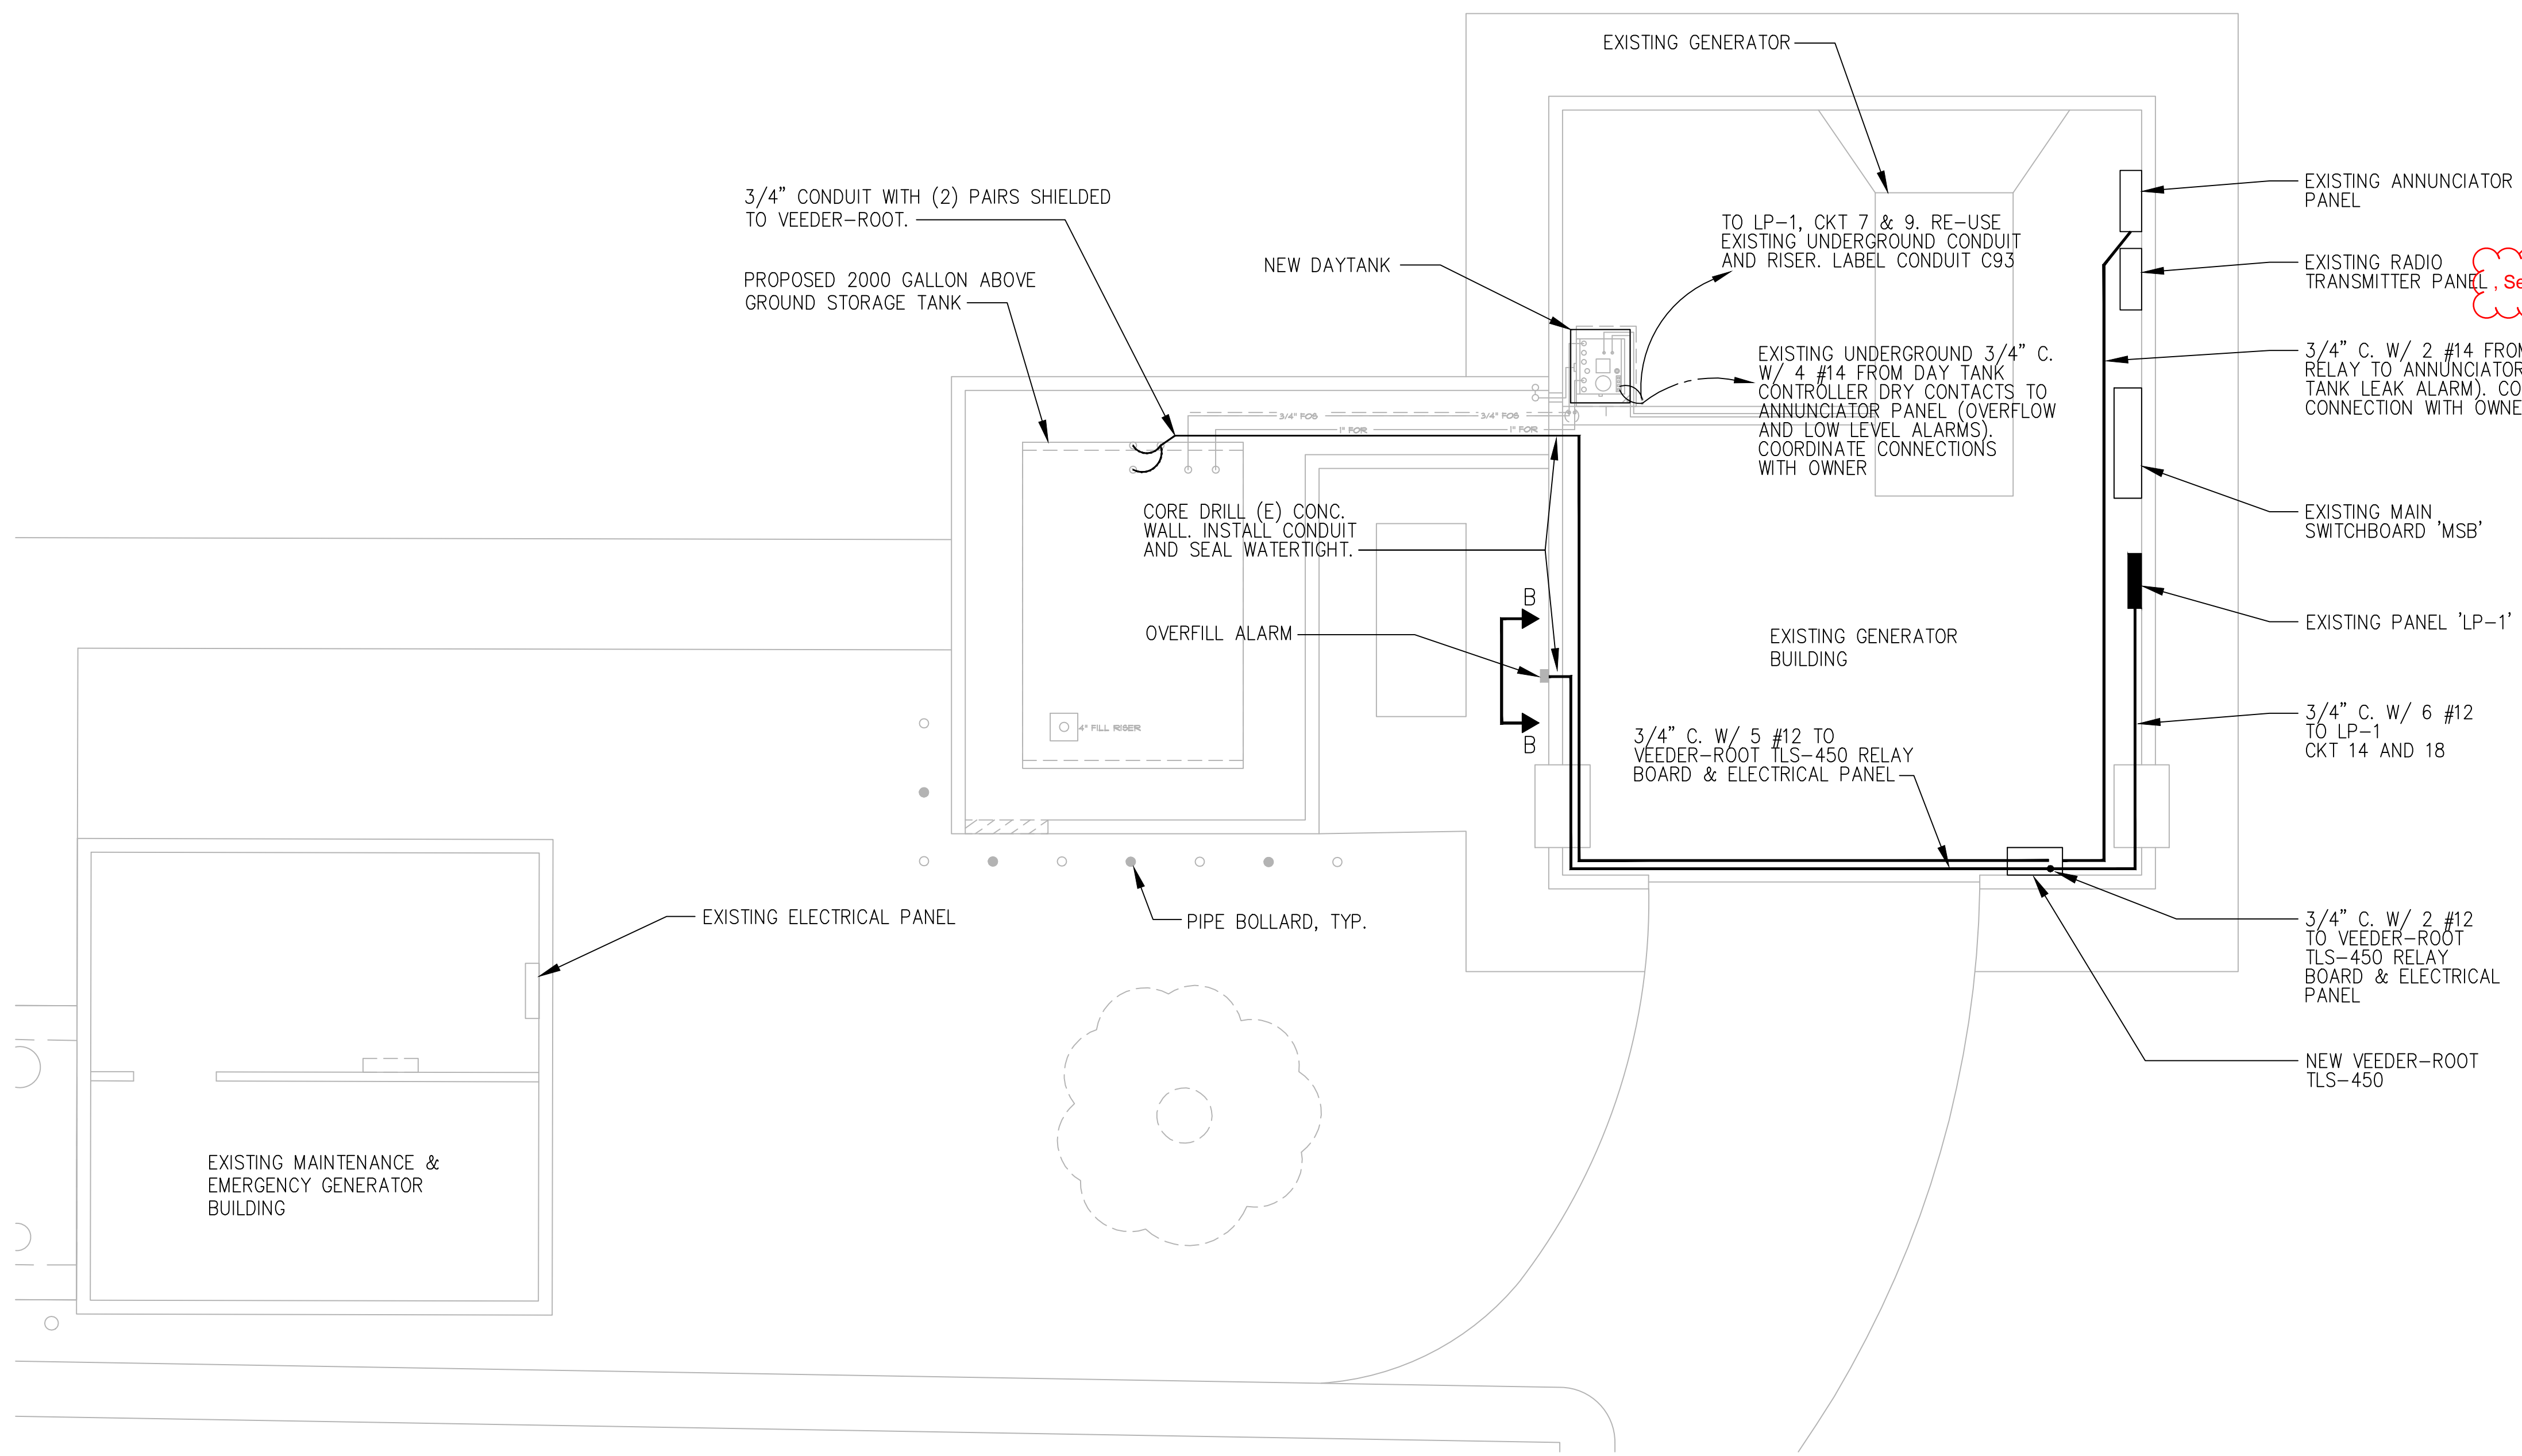 EXISTING GENERATOR
3/4" CONDUIT WITH (2) PAIRS SHIELDED
TO VEEDER-ROOT.
PROPOSED 2000 GALLON ABOVE
GROUND STORAGE TANK
NEW DAYTANK
TO LP-1, CKT 7 & 9. RE-USE
EXISTING UNDERGROUND CONDUIT
AND RISER. LABEL CONDUIT C93
EXISTING ANNUNCIATOR
PANEL
EXISTING RADIO
TRANSMITTER PANEL
, Se
EXISTING UNDERGROUND 3/4" C.
W/ 4 #14 FROM DAY TANK
CONTROLLER DRY CONTACTS TO
ANNUNCIATOR PANEL (OVERFLOW
AND LOW LEVEL ALARMS).
COORDINATE CONNECTIONS
WITH OWNER
3/4" C. W/ 2 #14 FROM
RELAY TO ANNUNCIATOR
TANK LEAK ALARM). CO
CONNECTION WITH OWNE
3/4" FOS
3/4" FOS
1" FOR
1" FOR
CORE DRILL (E) CONC.
WALL. INSTALL CONDUIT
AND SEAL WATERTIGHT.
EXISTING MAIN
SWITCHBOARD 'MSB'
B
OVERFILL ALARM
EXISTING GENERATOR
BUILDING
EXISTING PANEL 'LP-1'
4" FILL RISER
B
3/4" C. W/ 5 #12 TO
VEEDER-ROOT TLS-450 RELAY
BOARD & ELECTRICAL PANEL
3/4" C. W/ 6 #12
TO LP-1
CKT 14 AND 18
EXISTING ELECTRICAL PANEL
PIPE BOLLARD, TYP.
3/4" C. W/ 2 #12
TO VEEDER-ROOT
TLS-450 RELAY
BOARD & ELECTRICAL
PANEL
NEW VEEDER-ROOT
TLS-450
EXISTING MAINTENANCE &
EMERGENCY GENERATOR
BUILDING